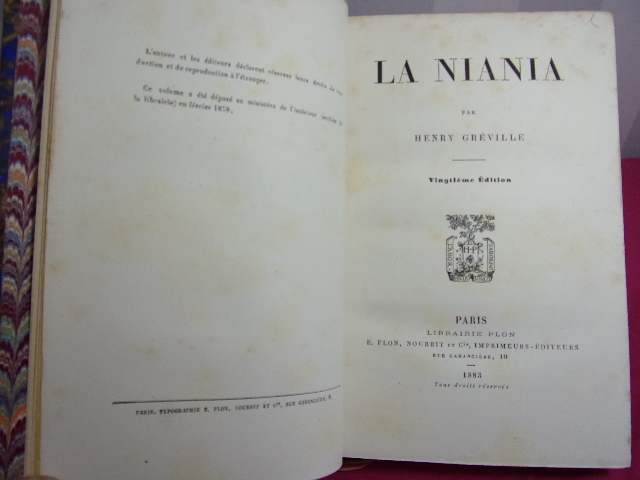 L'auteur et les éditeurs déclarent réserver leurs droits de tra-
duction et de reproduction à l'étranger.
Ce volume a été déposé au ministère de l'intérieur (section de
la librairie) en février 1878.
PARIS, TYPOGRAPHIE E. PLON, NOURRIT ET Cie, RUE GARANCIÈRE, 8.
LA NIANIA
PAR
HENRY GRÉVILLE
Vingtième Édition
PARIS
LIBRAIRIE PLON
E. PLON, NOURRIT ET Cie, IMPRIMEURS-ÉDITEURS
RUE GARANCIÈRE, 10
1883
Tous droits réservés